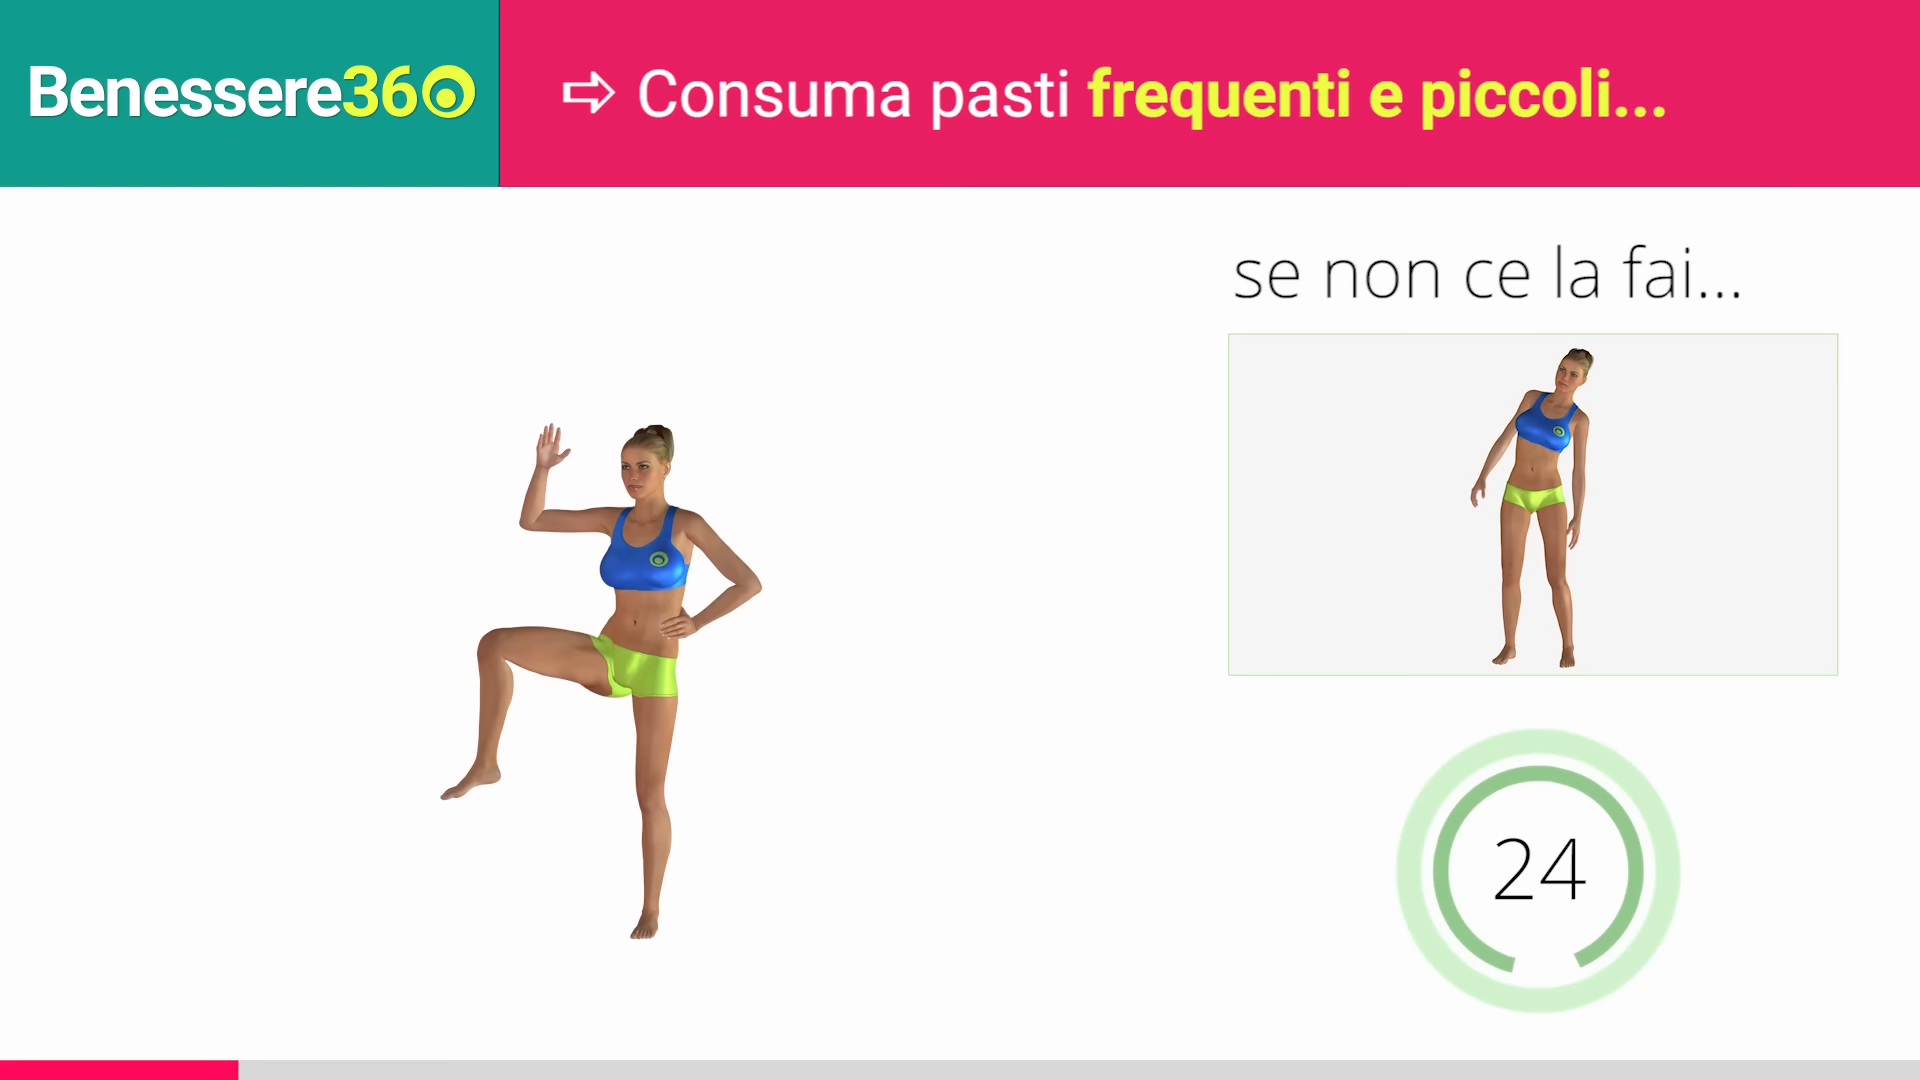 Benessere360
⇨ Consuma pasti frequenti e piccoli...
se non ce la fai...
24